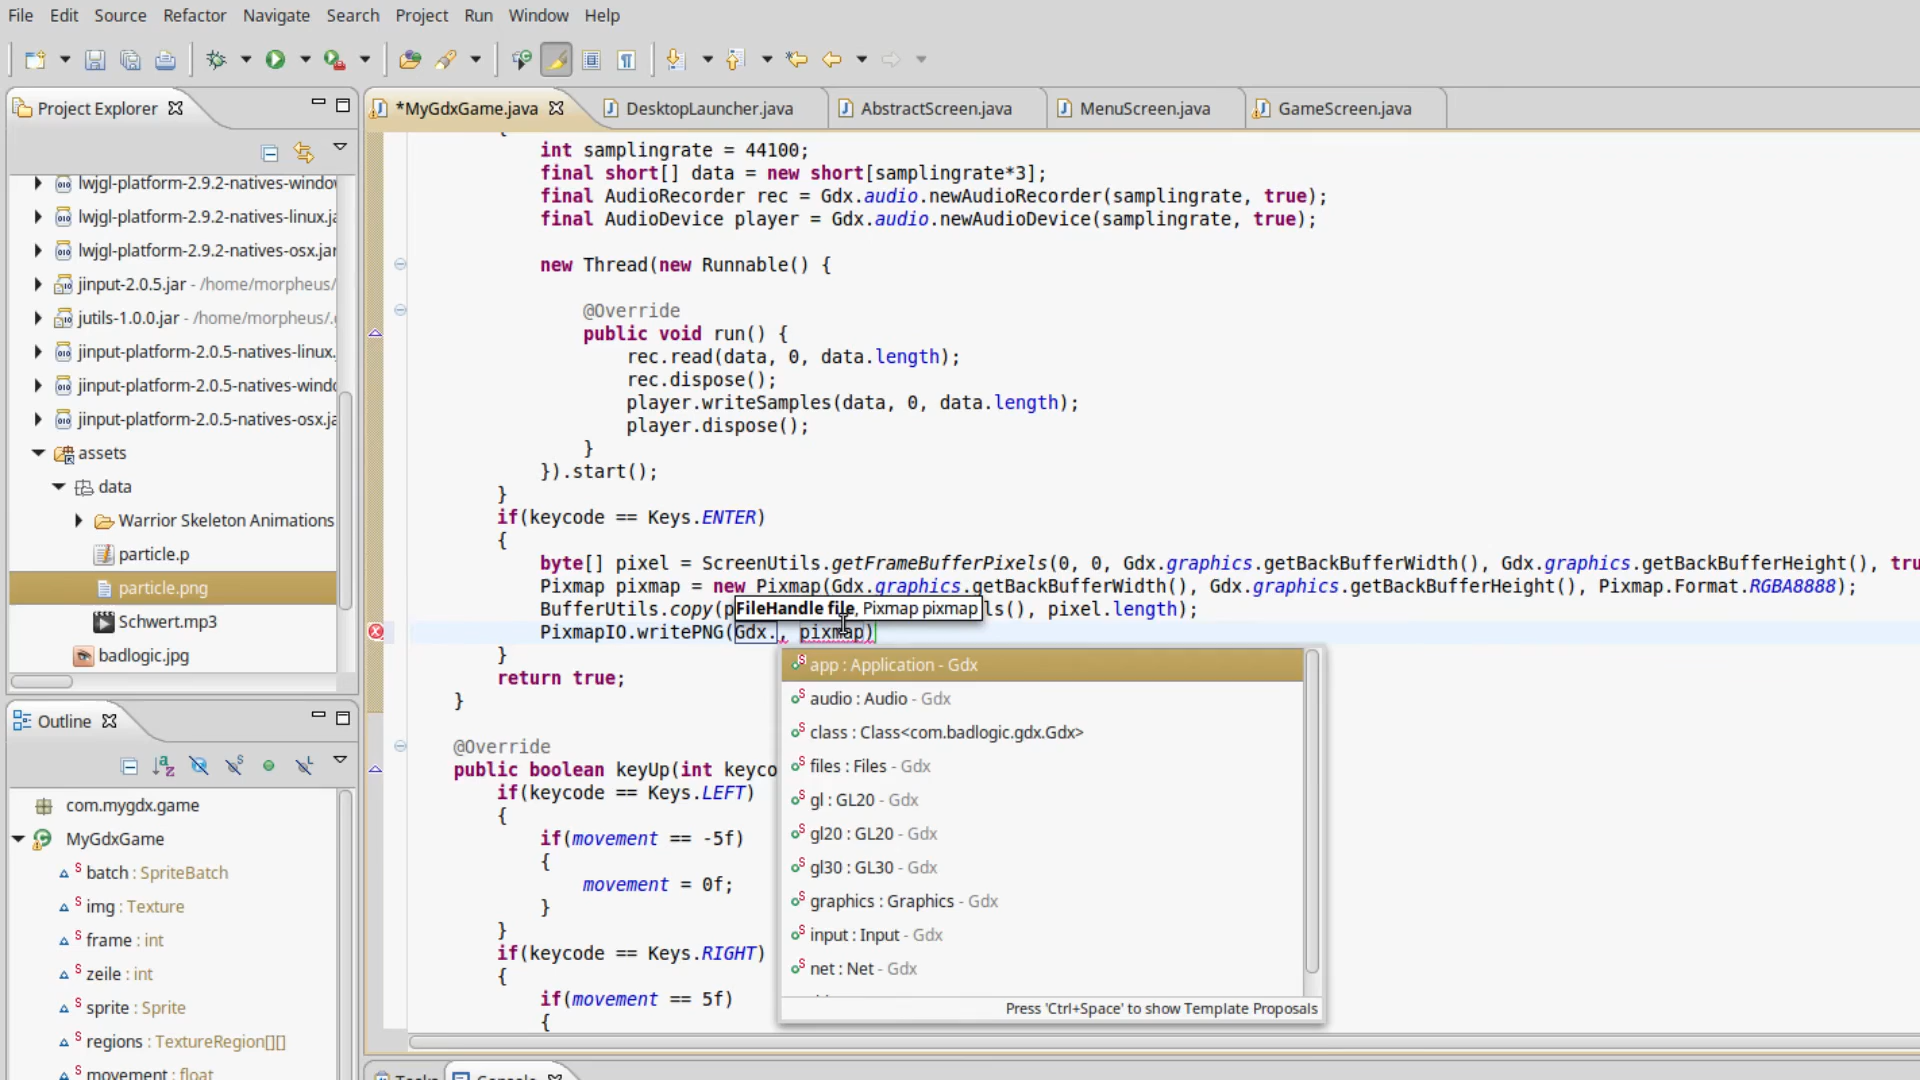 File Edit Source Refactor Navigate Search Project Run Window Help
Project Explorer
*MyGdxGame.java
DesktopLauncher.java
AbstractScreen.java
MenuScreen.java
GameScreen.java
lwjgl-platform-2.9.2-natives-windo
lwjgl-platform-2.9.2-natives-linux.ja
lwjgl-platform-2.9.2-natives-osx.jar
jinput-2.0.5.jar - /home/morpheus/
jutils-1.0.0.jar - /home/morpheus/.
jinput-platform-2.0.5-natives-linux.
jinput-platform-2.0.5-natives-windo
jinput-platform-2.0.5-natives-osx.ja
assets
data
Warrior Skeleton Animations
particle.p
particle.png
Schwert.mp3
badlogic.jpg
Outline
com.mygdx.game
MyGdxGame
batch : SpriteBatch
img : Texture
frame : int
zeile : int
sprite : Sprite
regions : TextureRegion[][]
movement : float
{
int samplingrate = 44100;
final short[] data = new short[samplingrate*3];
final AudioRecorder rec = Gdx.audio.newAudioRecorder(samplingrate, true);
final AudioDevice player = Gdx.audio.newAudioDevice(samplingrate, true);
new Thread(new Runnable() {
@Override
public void run() {
rec.read(data, 0, data.length);
rec.dispose();
player.writeSamples(data, 0, data.length);
player.dispose();
}
}).start();
}
if(keycode == Keys.ENTER)
{
byte[] pixel = ScreenUtils.getFrameBufferPixels(0, 0, Gdx.graphics.getBackBufferWidth(), Gdx.graphics.getBackBufferHeight(), tru
Pixmap pixmap = new Pixmap(Gdx.graphics.getBackBufferWidth(), Gdx.graphics.getBackBufferHeight(), Pixmap.Format.RGBA8888);
BufferUtils.copy(p FileHandle file, Pixmap pixmap ls(), pixel.length);
PixmapIO.writePNG(Gdx., pixmap)
}
return true;
}
@Override
public boolean keyUp(int keyco
if(keycode == Keys.LEFT)
{
if(movement == -5f)
{
movement = 0f;
}
}
if(keycode == Keys.RIGHT)
{
if(movement == 5f)
{
app : Application - Gdx
audio : Audio - Gdx
class : Class<com.badlogic.gdx.Gdx>
files : Files - Gdx
gl : GL20 - Gdx
gl20 : GL20 - Gdx
gl30 : GL30 - Gdx
graphics : Graphics - Gdx
input : Input - Gdx
net : Net - Gdx
Press 'Ctrl+Space' to show Template Proposals
Tasks
Console